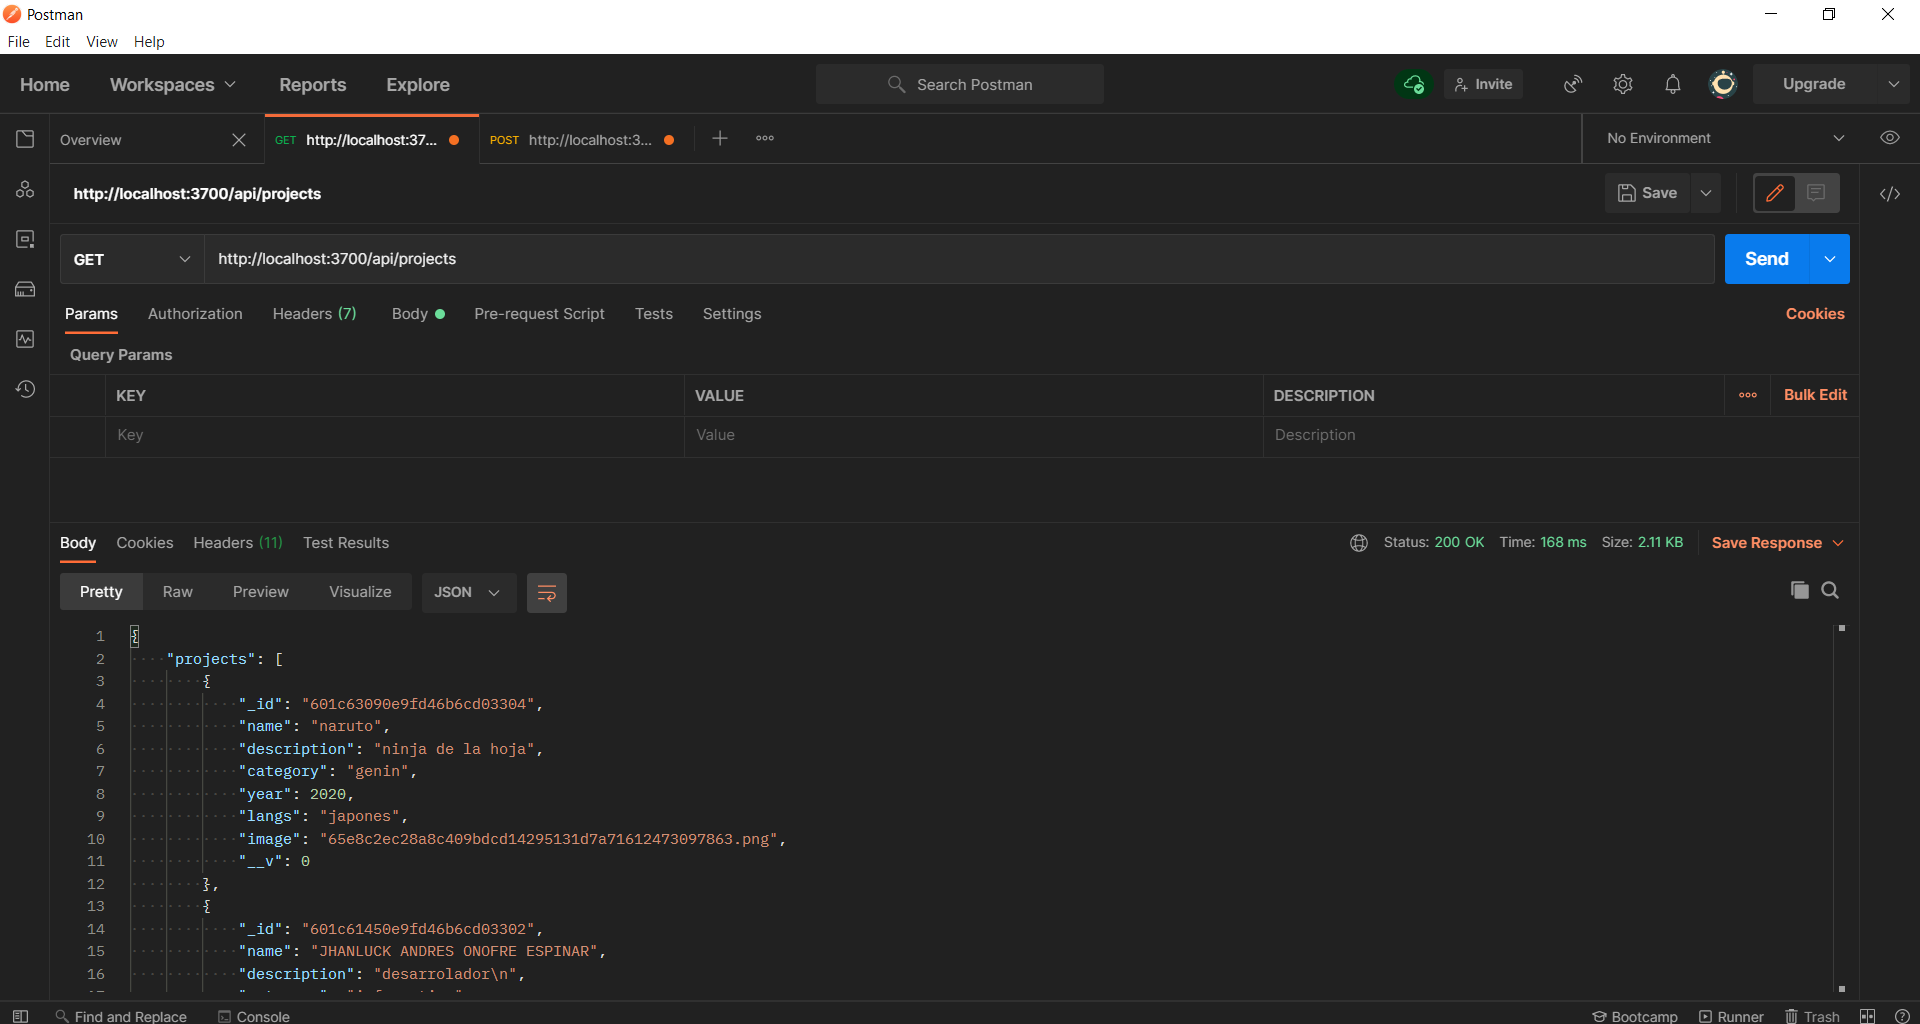 Postman
File Edit View Help
Home Workspaces Reports Explore Search Postman Invite Upgrade
Overview GET http://localhost:37... POST http://localhost:3... No Environment
http://localhost:3700/api/projects Save
GET http://localhost:3700/api/projects Send
Params Authorization Headers (7) Body Pre-request Script Tests Settings Cookies
Query Params
KEY VALUE DESCRIPTION Bulk Edit
Key Value Description
Body Cookies Headers (11) Test Results Status: 200 OK Time: 168 ms Size: 2.11 KB Save Response
Pretty Raw Preview Visualize JSON
1 {
2 "projects": [
3 {
4 "_id": "601c63090e9fd46b6cd03304",
5 "name": "naruto",
6 "description": "ninja de la hoja",
7 "category": "genin",
8 "year": 2020,
9 "langs": "japones",
10 "image": "65e8c2ec28a8c409bdcd14295131d7a71612473097863.png",
11 "__v": 0
12 },
13 {
14 "_id": "601c61450e9fd46b6cd03302",
15 "name": "JHANLUCK ANDRES ONOFRE ESPINAR",
16 "description": "desarrolador\n",
Find and Replace Console Bootcamp Runner Trash